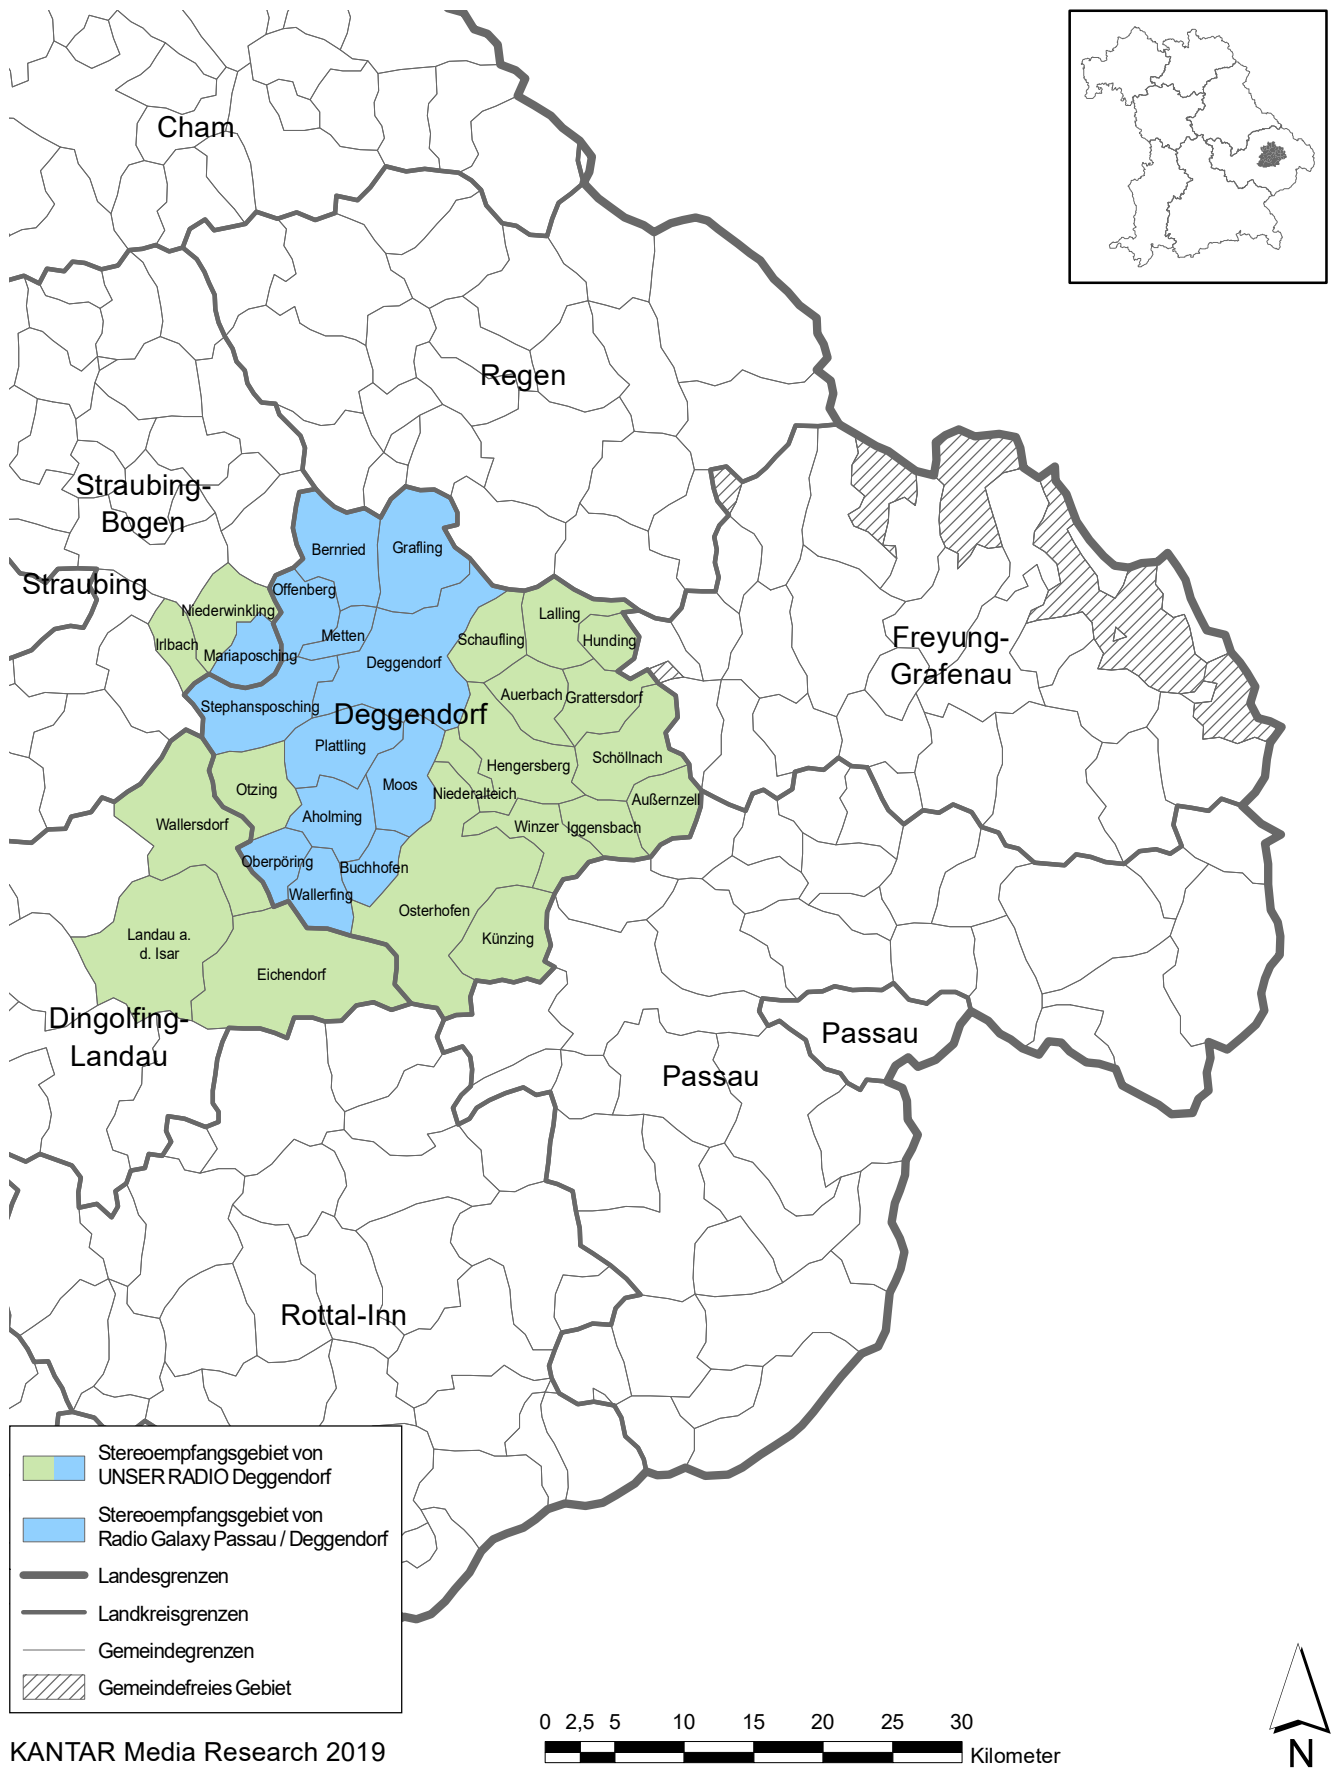 Cham
Regen
Straubing-
Bogen
Straubing
Bernried
Grafling
Offenberg
Niederwinkling
Lalling
Irlbach
Metten
Schaufling
Hunding
Freyung-
Grafenau
Mariaposching
Deggendorf
Auerbach
Grattersdorf
Stephansposching
Deggendorf
Plattling
Schöllnach
Hengersberg
Otzing
Moos
Niederalteich
Außernzell
Wallersdorf
Aholming
Winzer
Iggensbach
Oberpöring
Buchhofen
Wallerfing
Osterhofen
Landau a.
d. Isar
Künzing
Eichendorf
Dingolfing-
Landau
Passau
Passau
Rottal-Inn
Stereoempfangsgebiet von
UNSER RADIO Deggendorf
Stereoempfangsgebiet von
Radio Galaxy Passau / Deggendorf
Landesgrenzen
Landkreisgrenzen
Gemeindegrenzen
Gemeindefreies Gebiet
0 2,5 5 10 15 20 25 30
Kilometer
N
KANTAR Media Research 2019